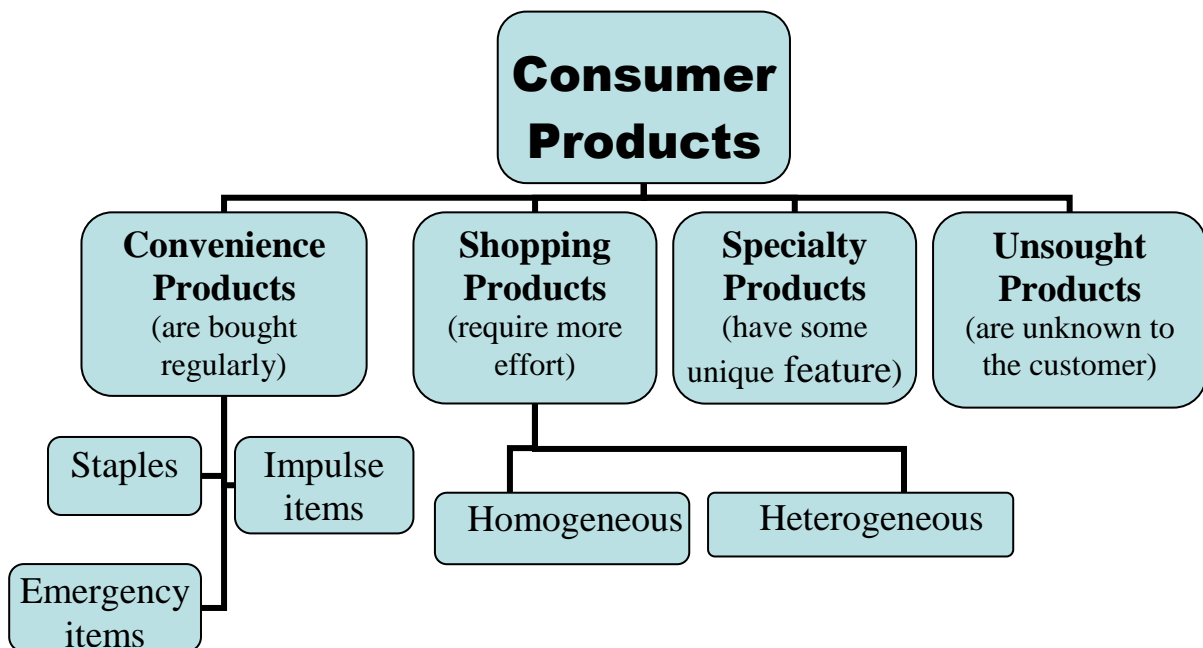 Consumer
Products
Convenience
Products
(are bought
regularly)
Shopping
Products
(require more
effort)
Specialty
Products
(have some
unique feature)
Unsought
Products
(are unknown to
the customer)
Staples
Impulse
items
Emergency
items
Homogeneous
Heterogeneous